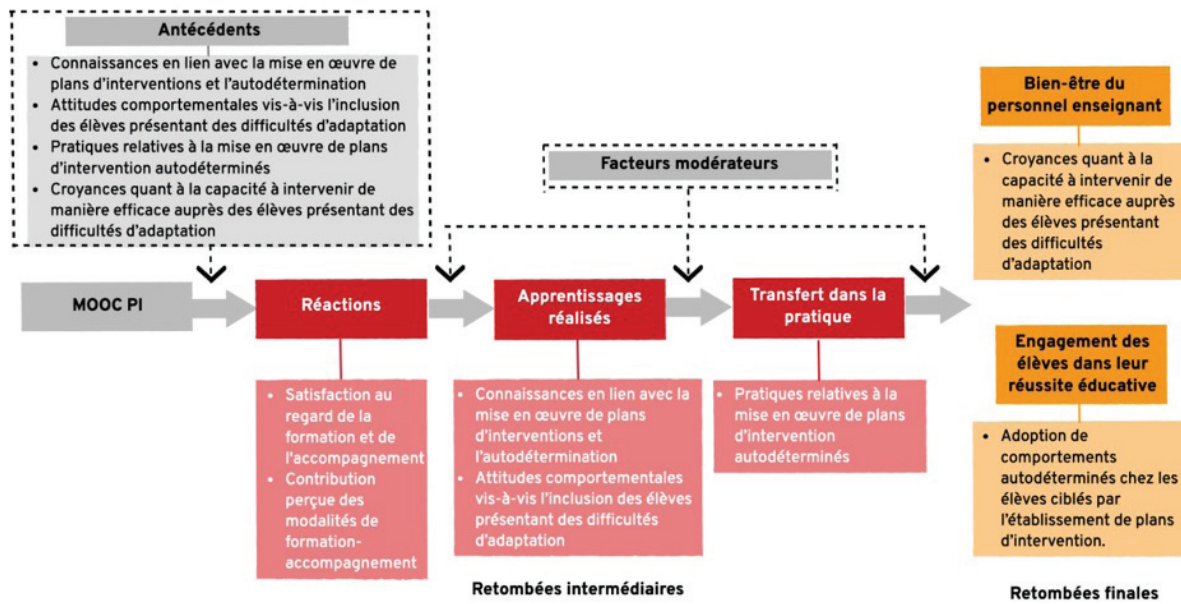 Antécédents
• Connaissances en lien avec la mise en œuvre de
plans d'interventions et l'autodétermination
• Attitudes comportementales vis-à-vis l'inclusion
des élèves présentant des difficultés d'adaptation
• Pratiques relatives à la mise en œuvre de plans
d'intervention autodéterminés
• Croyances quant à la capacité à intervenir de
manière efficace auprès des élèves présentant des
difficultés d'adaptation
Facteurs modérateurs
MOOC PI
Réactions
• Satisfaction au
regard de la
formation et de
l'accompagnement
• Contribution
perçue des
modalités de
formation-
accompagnement
Apprentissages
réalisés
• Connaissances en lien avec la
mise en œuvre de plans
d'interventions et
l'autodétermination
• Attitudes comportementales
vis-à-vis l'inclusion des élèves
présentant des difficultés
d'adaptation
Transfert dans la
pratique
• Pratiques relatives à la
mise en œuvre de plans
d'intervention
autodéterminés
Retombées intermédiaires
Bien-être du
personnel enseignant
• Croyances quant à la
capacité à intervenir de
manière efficace auprès
des élèves présentant
des difficultés
d'adaptation
Engagement des
élèves dans leur
réussite éducative
• Adoption de
comportements
autodéterminés chez les
élèves ciblés par
l'établissement de plans
d'intervention.
Retombées finales